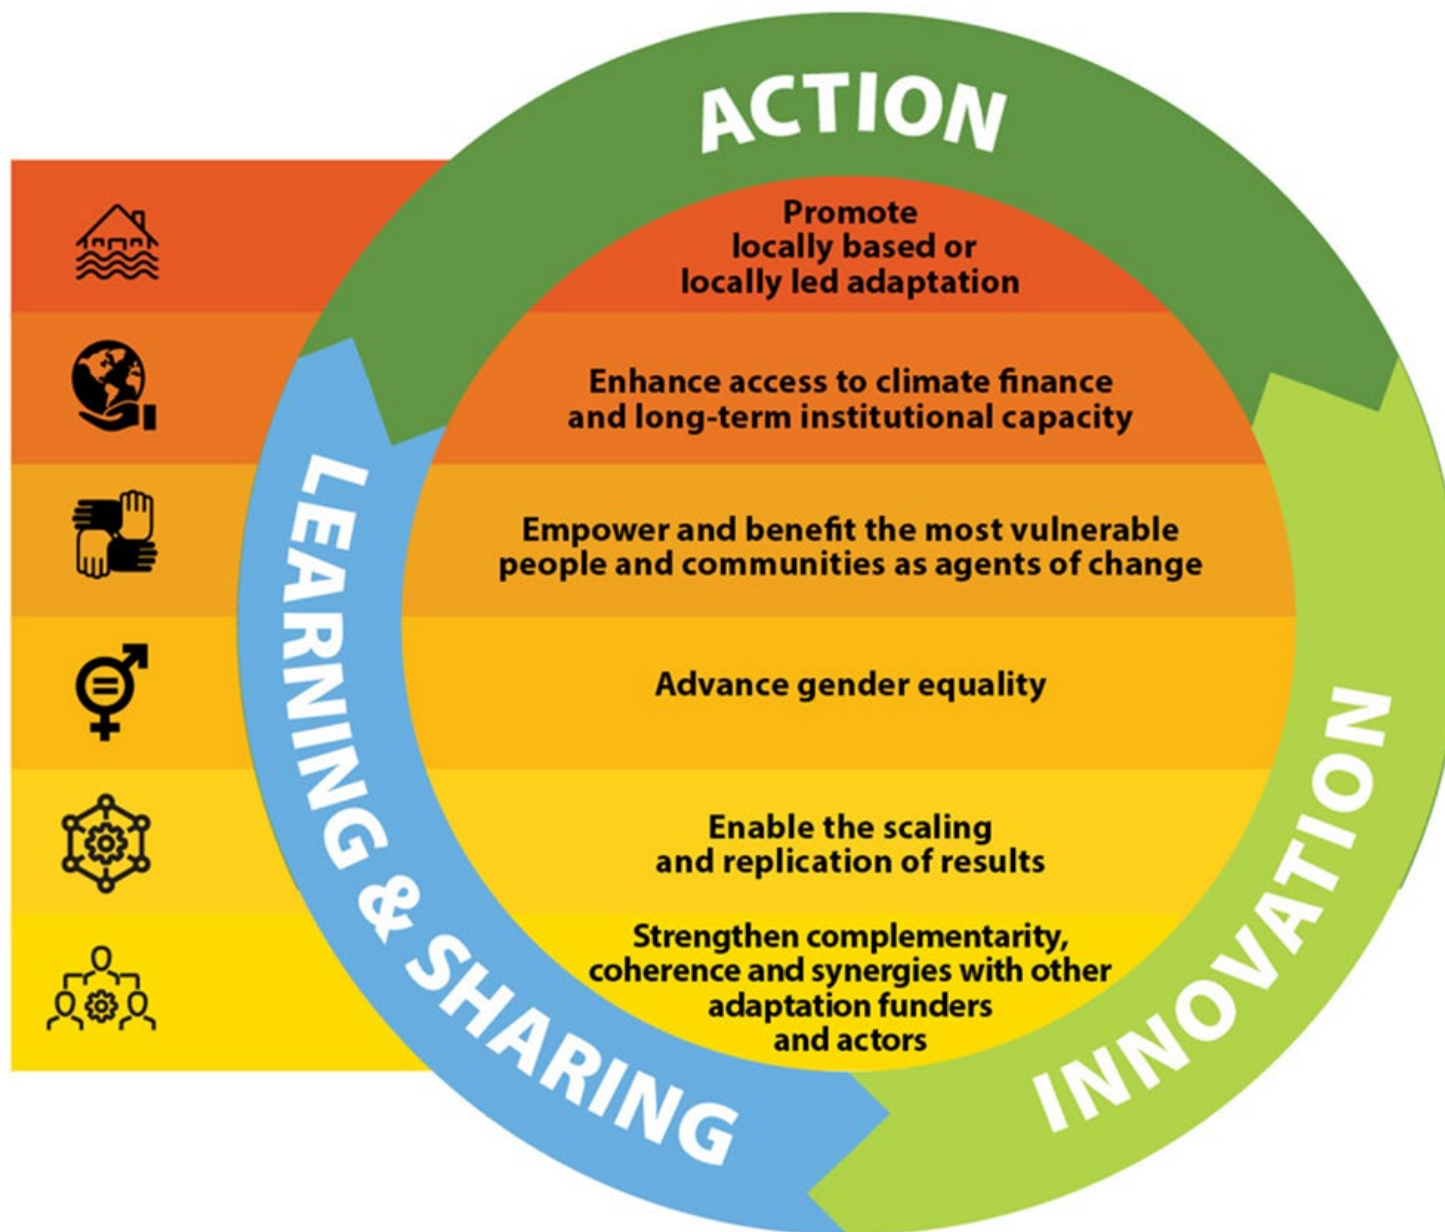 ACTION
Promote
locally based or
locally led adaptation
Enhance access to climate finance
and long-term institutional capacity
Empower and benefit the most vulnerable
people and communities as agents of change
Advance gender equality
Enable the scaling
and replication of results
Strengthen complementarity,
coherence and synergies with other
adaptation funders
and actors
LEARNING & SHARING
INNOVATION